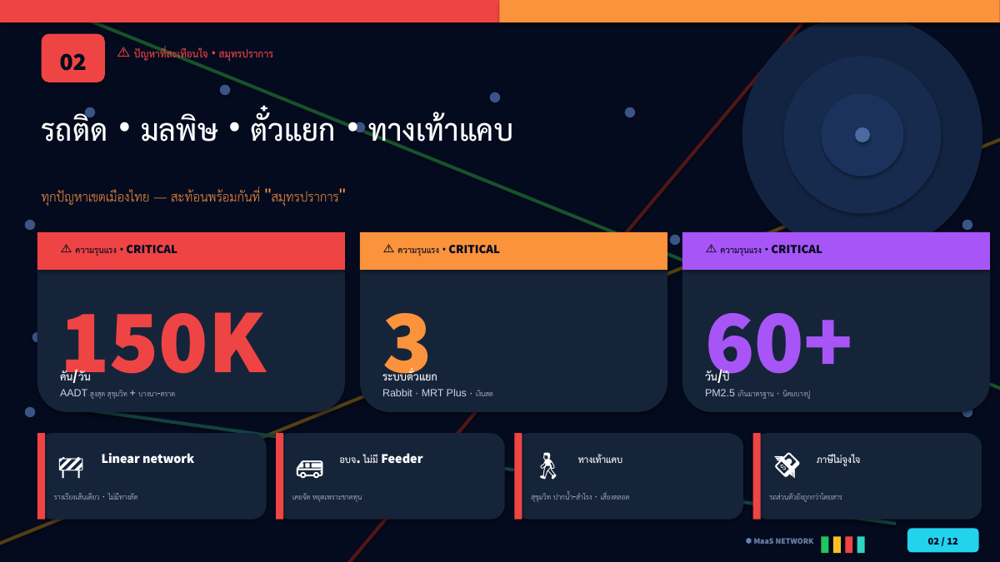 02
⚠ ปัญหาที่สะเทือนใจ • สมุทรปราการ
รถติด • มลพิษ • ตั๋วแยก • ทางเท้าแคบ
ทุกปัญหาเขตเมืองไทย — สะท้อนพร้อมกันที่ "สมุทรปราการ"
⚠ ความรุนแรง • CRITICAL
150K
คัน/วัน
AADT สูงสุด สุขุมวิท + บางนา-ตราด
⚠ ความรุนแรง • CRITICAL
3
ระบบตั๋วแยก
Rabbit · MRT Plus · เงินสด
⚠ ความรุนแรง • CRITICAL
60+
วัน/ปี
PM2.5 เกินมาตรฐาน · นิคมบางปู
Linear network
รางเรียงเส้นเดียว · ไม่มีทางลัด
อบจ. ไม่มี Feeder
เคยจัด หยุดเพราะขาดทุน
ทางเท้าแคบ
สุขุมวิท ปากน้ำ-สำโรง · เสี่ยงตลอด
ภาษีไม่จูงใจ
รถส่วนตัวยังถูกกว่าโดยสาร
MaaS NETWORK
02 / 12